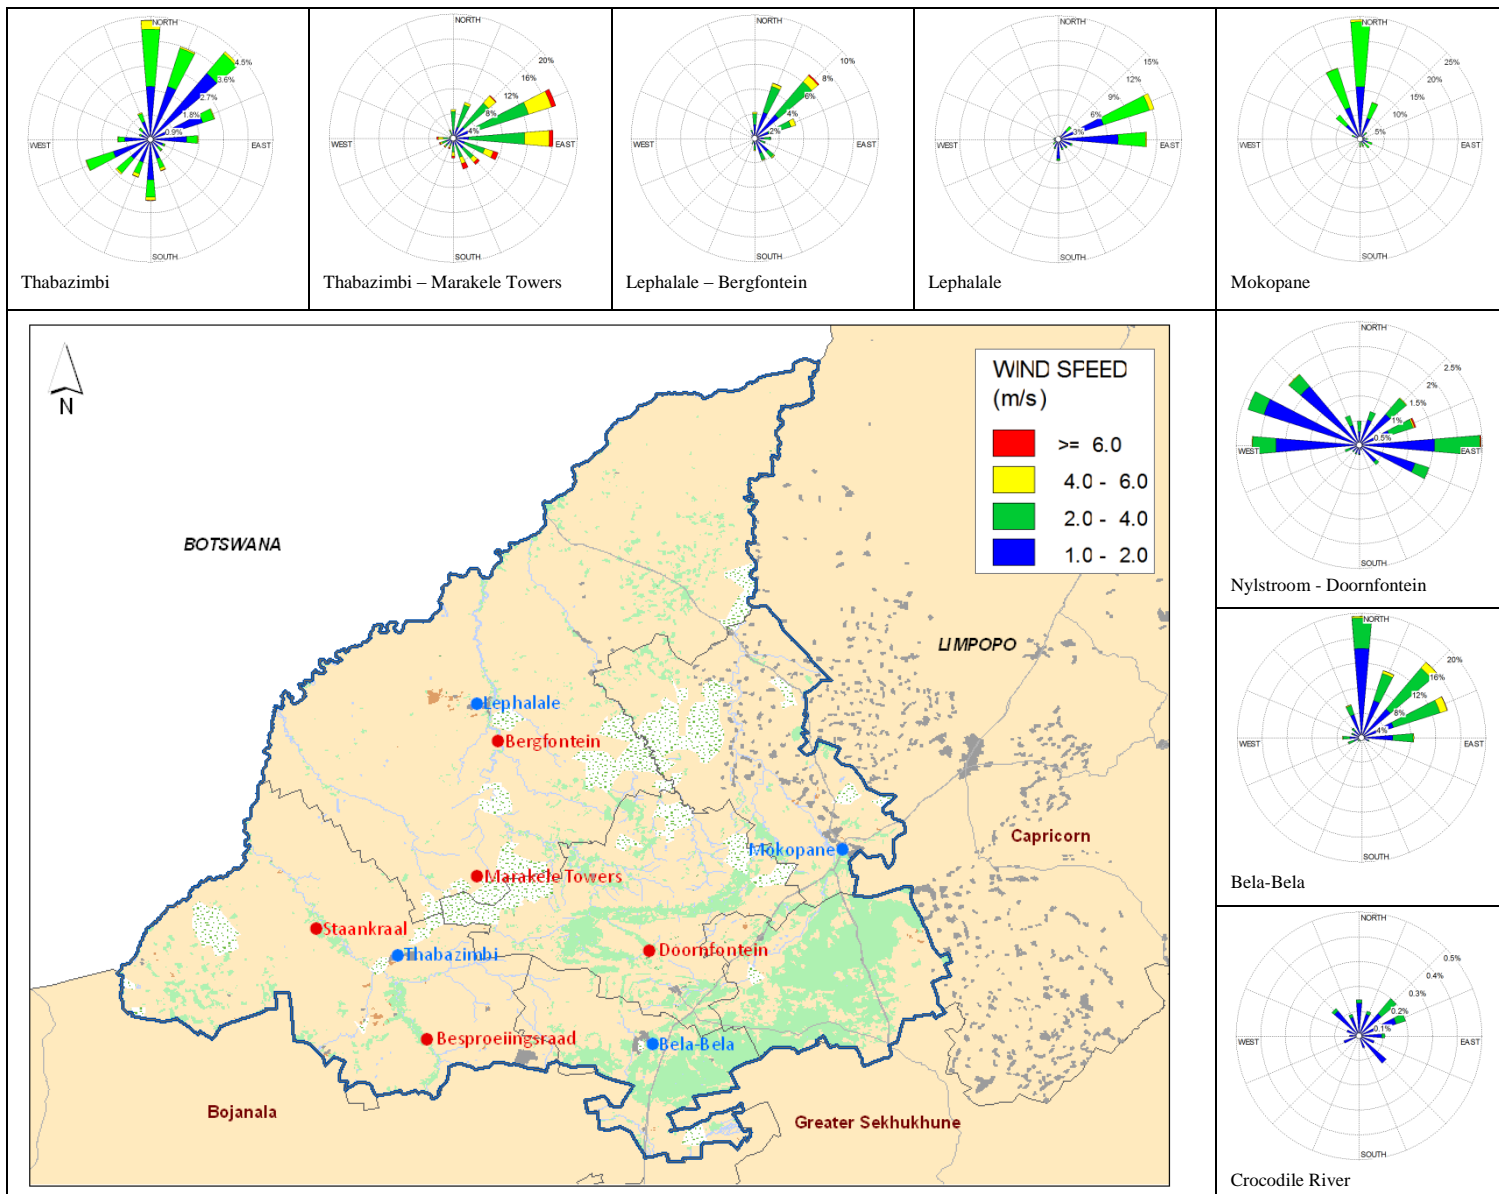 NORTH
4.5%
3.6%
2.7%
1.8%
0.9%
WEST
EAST
SOUTH
Thabazimbi
NORTH
20%
16%
12%
8%
4%
WEST
EAST
SOUTH
Thabazimbi – Marakele Towers
NORTH
10%
8%
6%
4%
2%
WEST
EAST
SOUTH
Lephalale – Bergfontein
NORTH
15%
12%
9%
6%
3%
WEST
EAST
SOUTH
Lephalale
NORTH
25%
20%
15%
10%
5%
WEST
EAST
SOUTH
Mokopane
N
BOTSWANA
LIMPOPO
WIND SPEED
(m/s)
>= 6.0
4.0 - 6.0
2.0 - 4.0
1.0 - 2.0
Lephalale
Bergfontein
Mokopane
Capricorn
Marakele Towers
Staankraal
Thabazimbi
Doornfontein
Besproeiingsraad
Bela-Bela
Bojanala
Greater Sekhukhune
NORTH
2.5%
2%
1.5%
1%
0.5%
WEST
EAST
SOUTH
Nylstroom - Doornfontein
NORTH
20%
16%
12%
8%
4%
WEST
EAST
SOUTH
Bela-Bela
NORTH
0.5%
0.4%
0.3%
0.2%
0.1%
WEST
EAST
SOUTH
Crocodile River